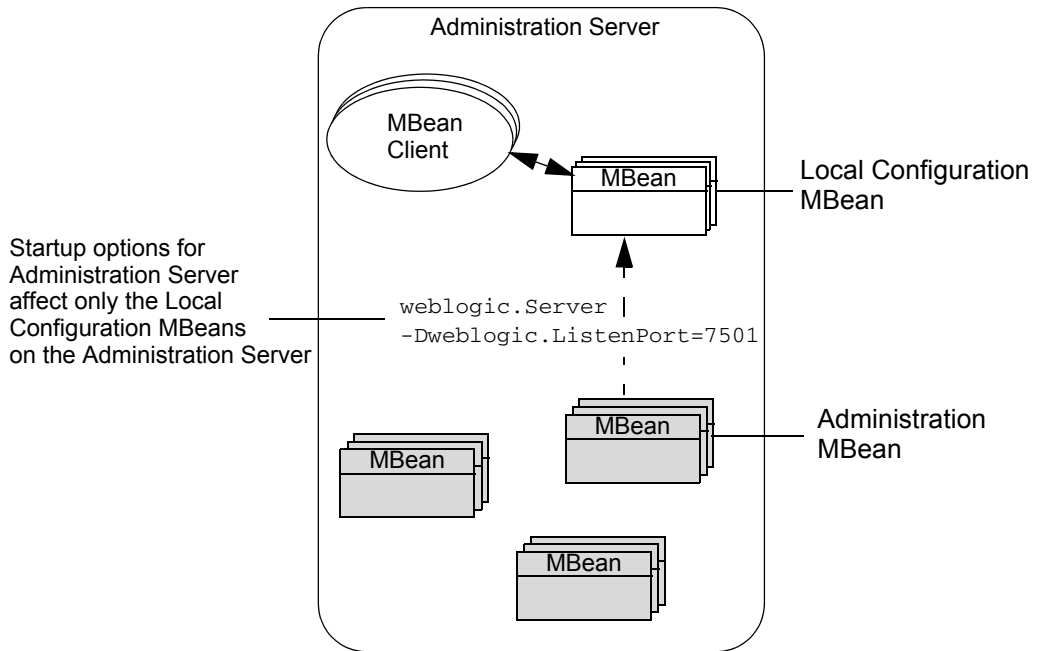 Administration Server
MBean
Client
MBean
Local Configuration
MBean
Startup options for
Administration Server
affect only the Local
Configuration MBeans
on the Administration Server
weblogic.Server
-Dweblogic.ListenPort=7501
MBean
Administration
MBean
MBean
MBean